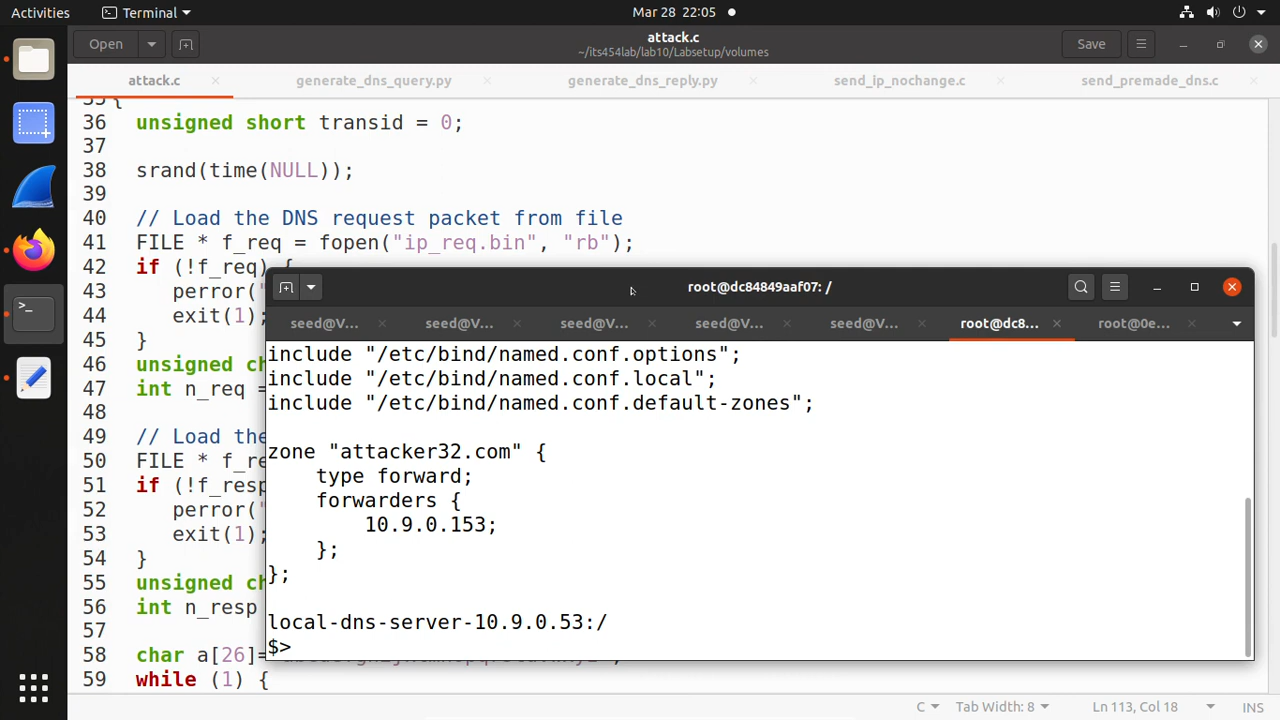 Activities
Terminal
Mar 28 22:05
Open
attack.c
~/its454lab/lab10/Labsetup/volumes
Save
attack.c
generate_dns_query.py
generate_dns_reply.py
send_ip_nochange.c
send_premade_dns.c
35 {
36 unsigned short transid = 0;
37
38 srand(time(NULL));
39
40 // Load the DNS request packet from file
41 FILE * f_req = fopen("ip_req.bin", "rb");
42 if (!f_req) {
43 perror("
44 exit(1);
45 }
46 unsigned ch
47 int n_req =
48
49 // Load the
50 FILE * f_re
51 if (!f_resp
52 perror("
53 exit(1);
54 }
55 unsigned ch
56 int n_resp
57
58 char a[26]=
59 while (1) {
root@dc84849aaf07: /
seed@V...
seed@V...
seed@V...
seed@V...
seed@V...
root@dc8...
root@0e...
include "/etc/bind/named.conf.options";
include "/etc/bind/named.conf.local";
include "/etc/bind/named.conf.default-zones";
zone "attacker32.com" {
type forward;
forwarders {
10.9.0.153;
};
};
local-dns-server-10.9.0.53:/
$>
C
Tab Width: 8
Ln 113, Col 18
INS